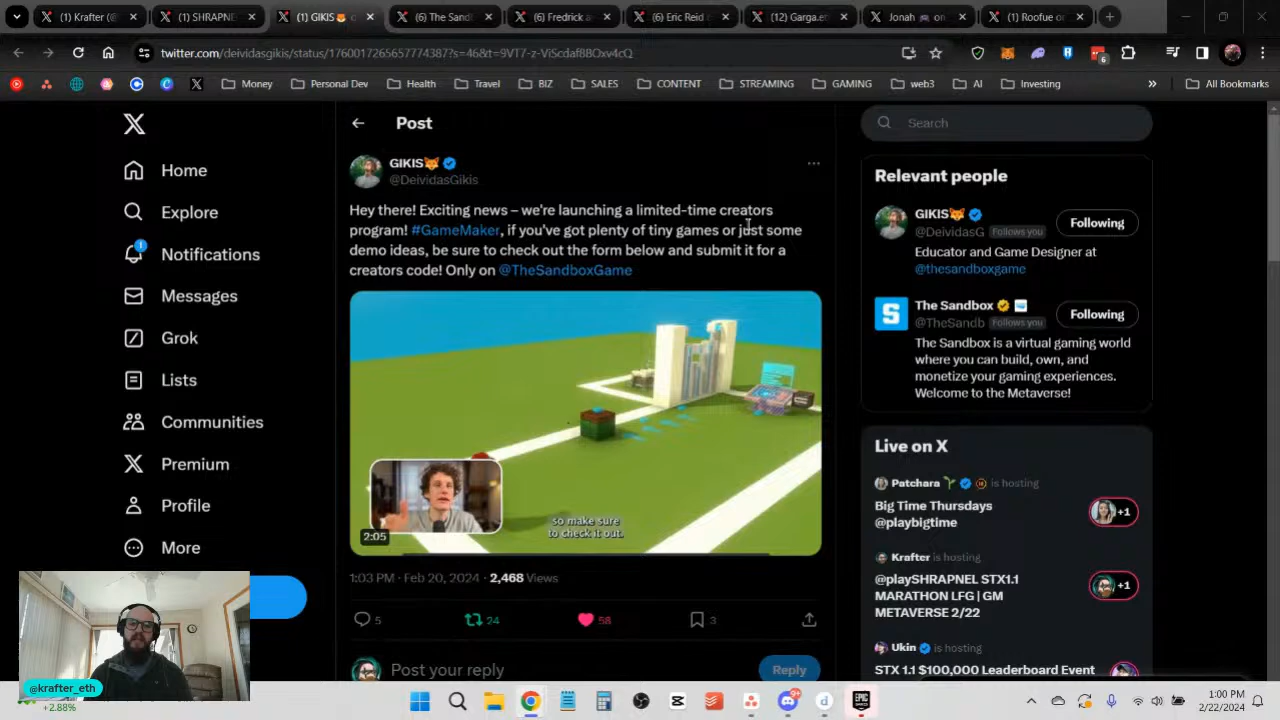 (1) Krafter (
(1) SHRAPNE
(1) GIKIS🦊 o
(6) The Sand
(6) Fredrick a
(6) Eric Reid
(12) Garga.et
Jonah 🎮 on
(1) Roofue or
twitter.com/deividasgikis/status/1760017265657774387?s=46&t=9VT7-z-ViScdaf8BOxv4cQ
6
Money
Personal Dev
Health
Travel
BIZ
SALES
CONTENT
STREAMING
GAMING
web3
AI
Investing
All Bookmarks
Home
Explore
1
Notifications
Messages
Grok
Lists
Communities
Premium
Profile
More
Post
GIKIS🦊
@DeividasGikis
Hey there! Exciting news – we're launching a limited-time creators
program! #GameMaker, if you've got plenty of tiny games or just some
demo ideas, be sure to check out the form below and submit it for a
creators code! Only on @TheSandboxGame
so make sure
to check it out.
2:05
1:03 PM · Feb 20, 2024 · 2,468 Views
5
24
58
3
Post your reply
Reply
Search
Relevant people
GIKIS🦊
@DeividasG Follows you
Following
Educator and Game Designer at
@thesandboxgame
The Sandbox
@TheSandb Follows you
Following
The Sandbox is a virtual gaming world
where you can build, own, and
monetize your gaming experiences.
Welcome to the Metaverse!
Live on X
Patchara is hosting
Big Time Thursdays
@playbigtime
+1
Krafter is hosting
@playSHRAPNEL STX1.1
MARATHON LFG | GM
METAVERSE 2/22
+1
Ukin is hosting
STX 1.1 $100,000 Leaderboard Event
@krafter_eth
+2.88%
9+
1:00 PM
2/22/2024